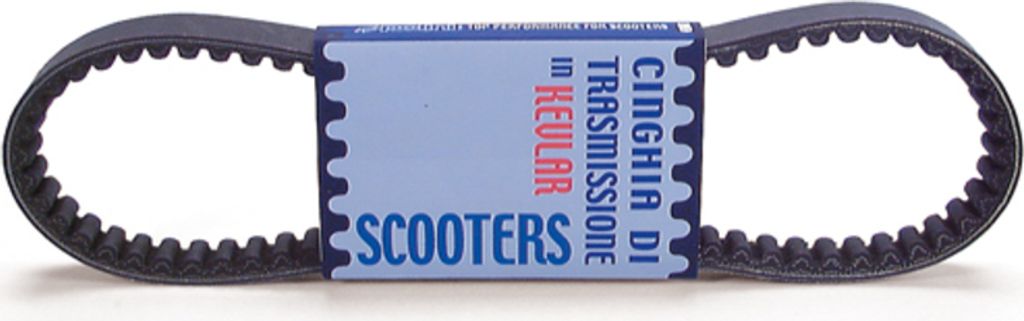 TOP PERFORMANCE FOR SCOOTERS
CINGHIA DI
TRASMISSIONE
in KEVLAR
SCOOTERS